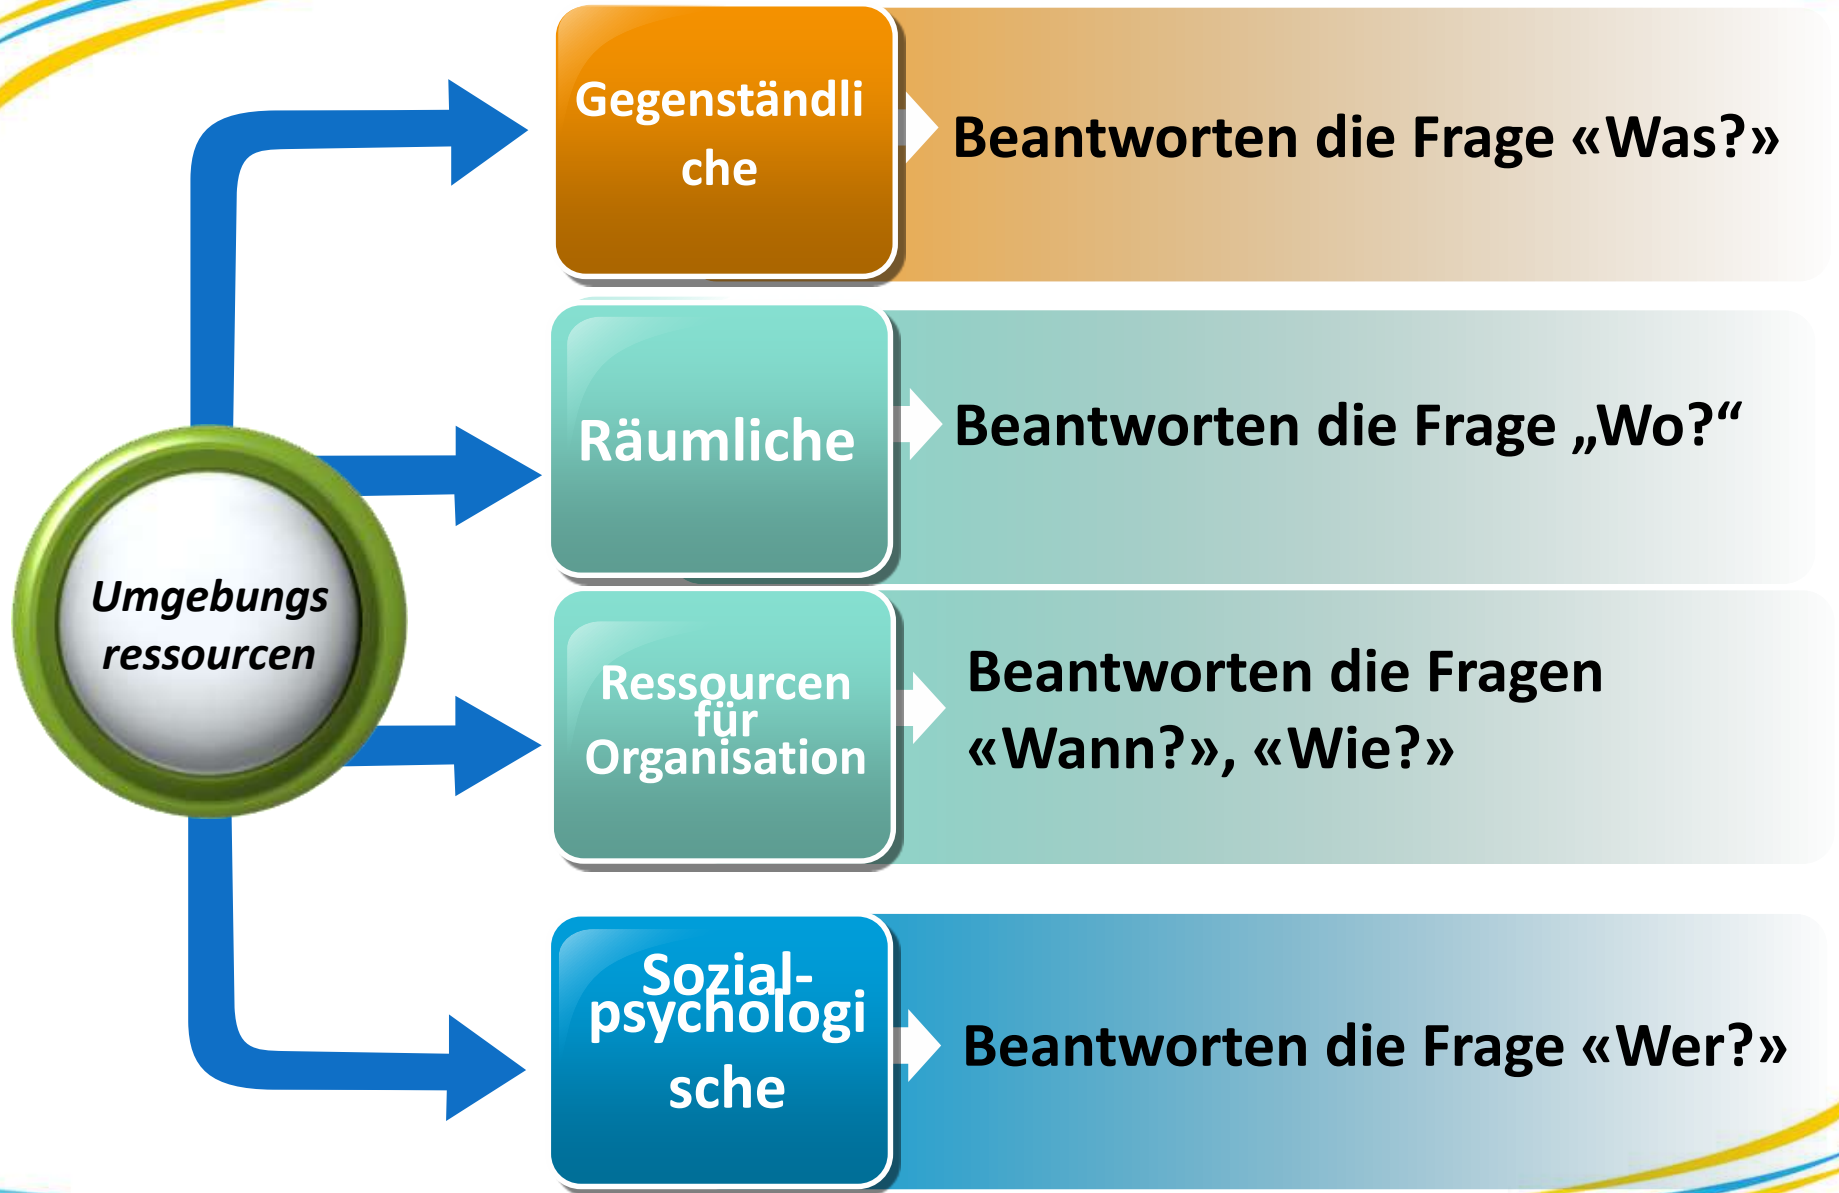 Gegenständli
che
Beantworten die Frage «Was?»
Räumliche
Beantworten die Frage „Wo?“
Umgebungs
ressourcen
Ressourcen
für
Organisation
Beantworten die Fragen
«Wann?», «Wie?»
Sozial-
psychologi
sche
Beantworten die Frage «Wer?»